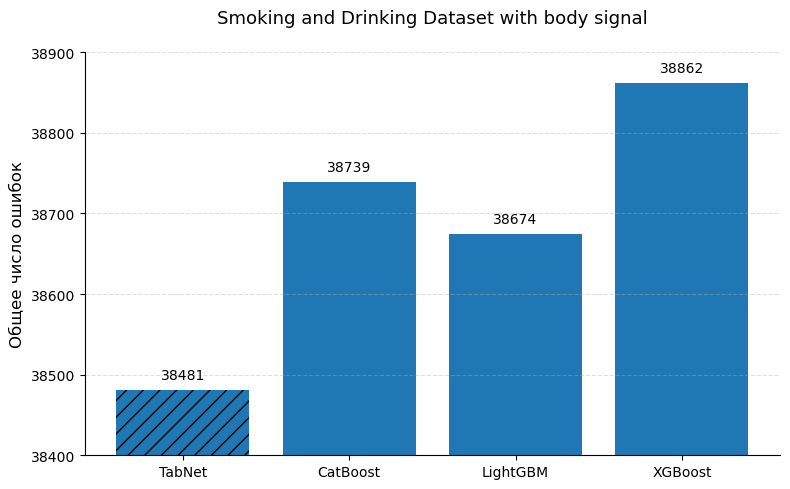 Smoking and Drinking Dataset with body signal
Общее число ошибок
38900
38800
38700
38600
38500
38400
38481
38739
38674
38862
TabNet
CatBoost
LightGBM
XGBoost